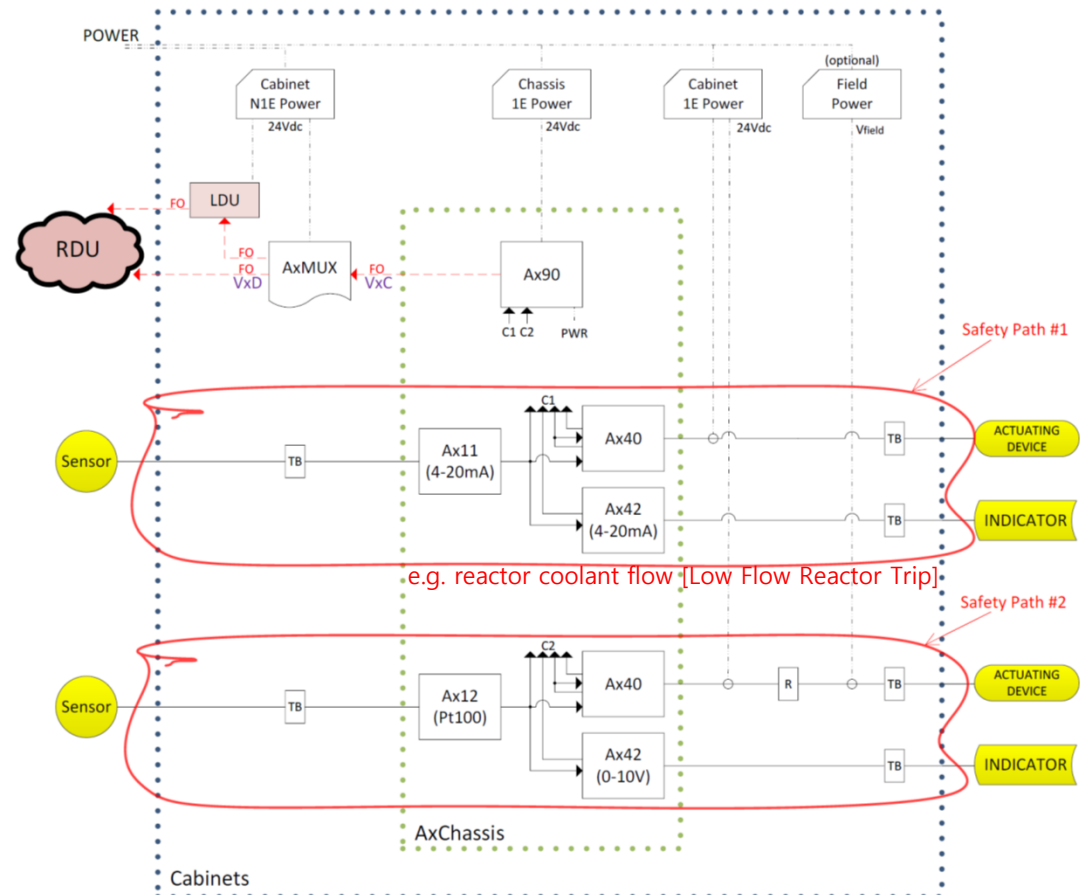 POWER
(optional)
Cabinet
N1E Power
24Vdc
Chassis
1E Power
24Vdc
Cabinet
1E Power
24Vdc
Field
Power
Vfield
FO
LDU
RDU
FO
FO
VxD
AxMUX
FO
VxC
Ax90
C1 C2
PWR
Safety Path #1
C1
Sensor
TB
Ax11
(4-20mA)
Ax40
TB
ACTUATING
DEVICE
Ax42
(4-20mA)
TB
INDICATOR
e.g. reactor coolant flow [Low Flow Reactor Trip]
Safety Path #2
C2
Sensor
TB
Ax12
(Pt100)
Ax40
R
TB
ACTUATING
DEVICE
Ax42
(0-10V)
TB
INDICATOR
AxChassis
Cabinets